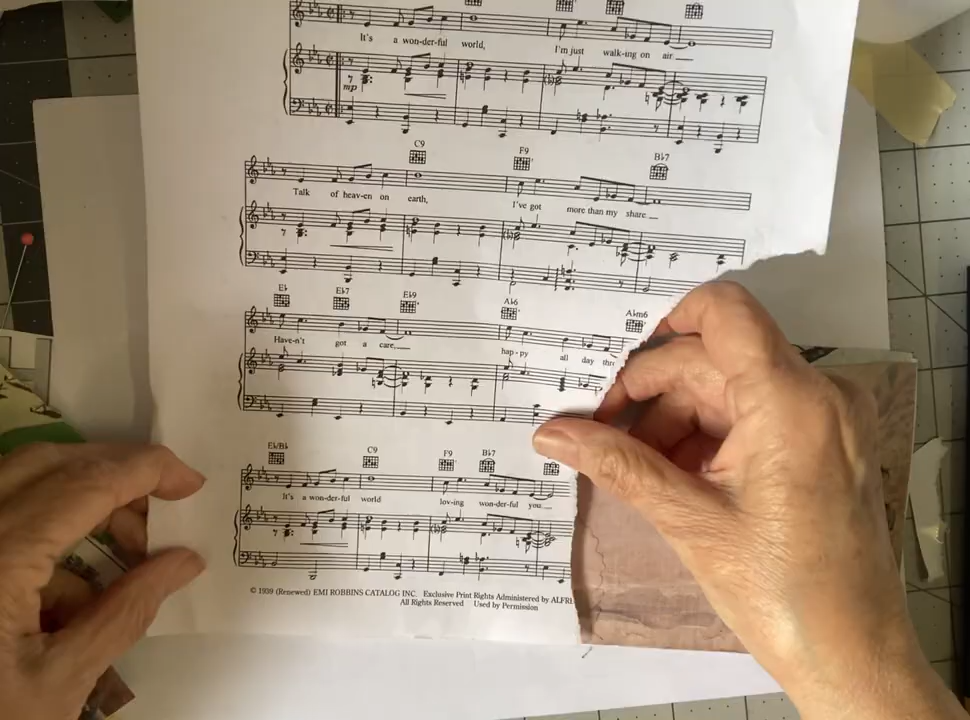 It's a won-der-ful world, I'm just walk-ing on air
mp
C9 F9 B♭7
Talk of heav-en on earth, I've got more than my share
E♭ E♭7 E♭9 A♭6 A♭m6
Have-n't got a care, hap-py all day thr
E♭/B♭ C9 F9 B♭7
It's a won-der-ful world lov-ing won-der-ful you
© 1939 (Renewed) EMI ROBBINS CATALOG INC. Exclusive Print Rights Administered by ALFRE
All Rights Reserved Used by Permission